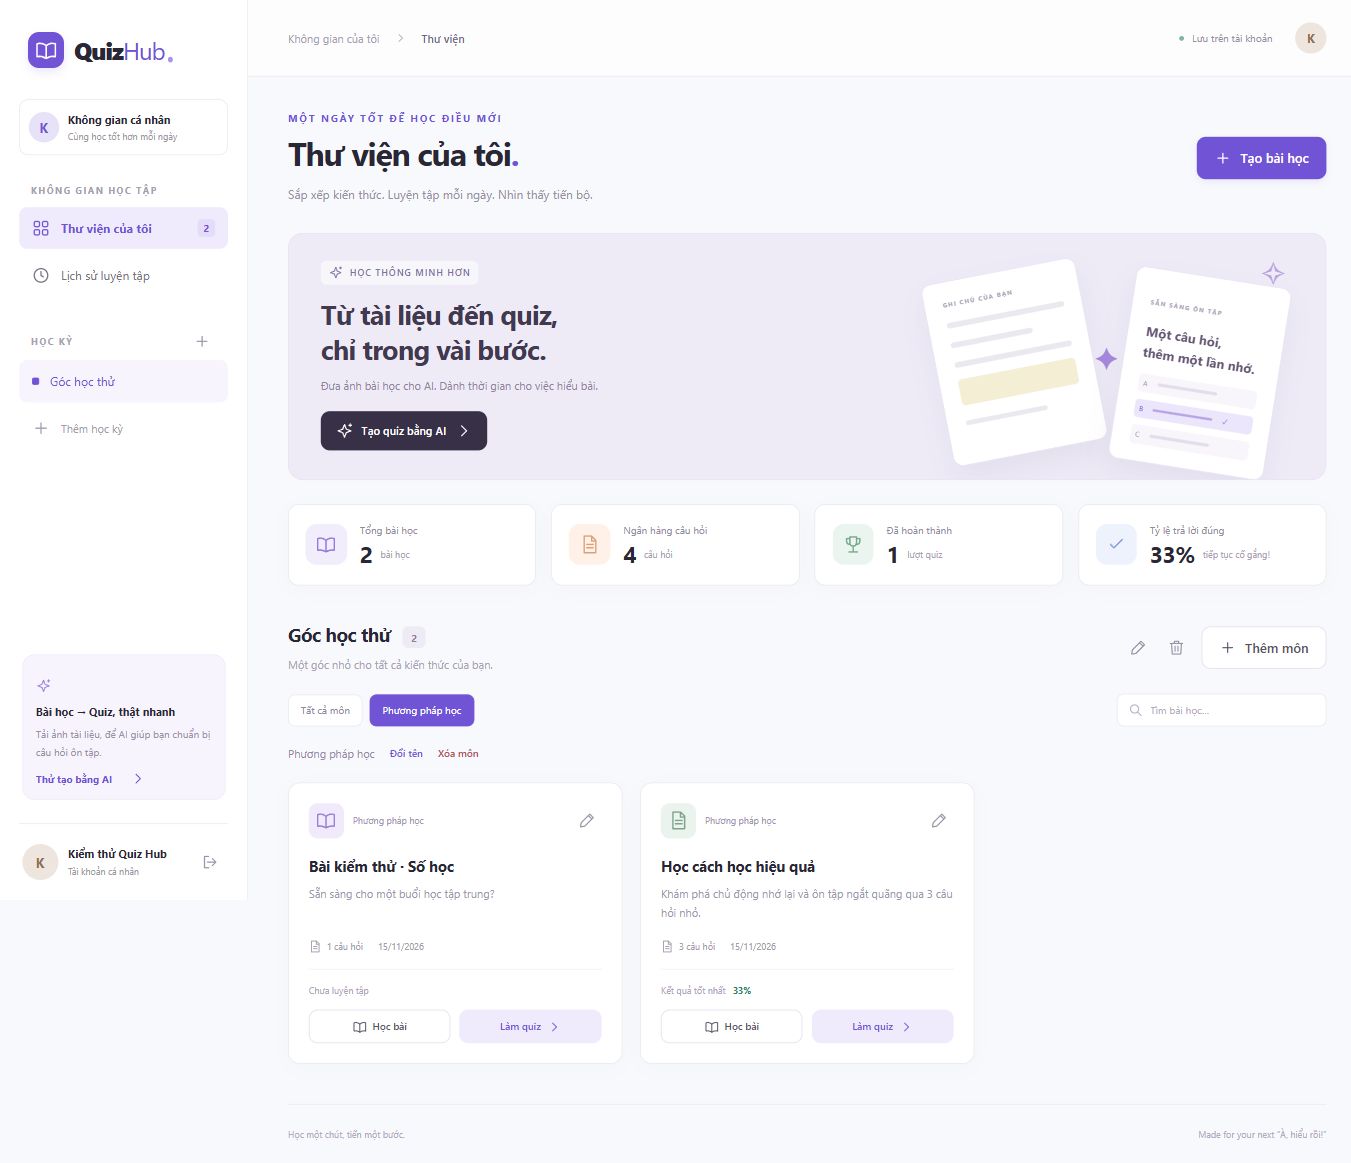 QuizHub.
K
Không gian cá nhân
Cùng học tốt hơn mỗi ngày
KHÔNG GIAN HỌC TẬP
Thư viện của tôi
2
Lịch sử luyện tập
HỌC KỲ
Góc học thử
Thêm học kỳ
Bài học → Quiz, thật nhanh
Tải ảnh tài liệu, để AI giúp bạn chuẩn bị
câu hỏi ôn tập.
Thử tạo bằng AI
K
Kiểm thử Quiz Hub
Tài khoản cá nhân
Không gian của tôi
Thư viện
Lưu trên tài khoản
K
MỘT NGÀY TỐT ĐỂ HỌC ĐIỀU MỚI
Thư viện của tôi.
Sắp xếp kiến thức. Luyện tập mỗi ngày. Nhìn thấy tiến bộ.
Tạo bài học
HỌC THÔNG MINH HƠN
Từ tài liệu đến quiz,
chỉ trong vài bước.
Đưa ảnh bài học cho AI. Dành thời gian cho việc hiểu bài.
Tạo quiz bằng AI
GHI CHÚ CỦA BẠN
SẴN SÀNG ÔN TẬP
Một câu hỏi,
thêm một lần nhớ.
A
B
✓
C
Tổng bài học
2 bài học
Ngân hàng câu hỏi
4 câu hỏi
Đã hoàn thành
1 lượt quiz
Tỷ lệ trả lời đúng
33% tiếp tục cố gắng!
Góc học thử
2
Một góc nhỏ cho tất cả kiến thức của bạn.
Thêm môn
Tất cả môn
Phương pháp học
Tìm bài học...
Phương pháp học
Đổi tên
Xóa môn
Phương pháp học
Bài kiểm thử · Số học
Sẵn sàng cho một buổi học tập trung?
1 câu hỏi
15/11/2026
Chưa luyện tập
Học bài
Làm quiz
Phương pháp học
Học cách học hiệu quả
Khám phá chủ động nhớ lại và ôn tập ngắt quãng qua 3 câu
hỏi nhỏ.
3 câu hỏi
15/11/2026
Kết quả tốt nhất 33%
Học bài
Làm quiz
Học một chút, tiến một bước.
Made for your next "À, hiểu rồi!"